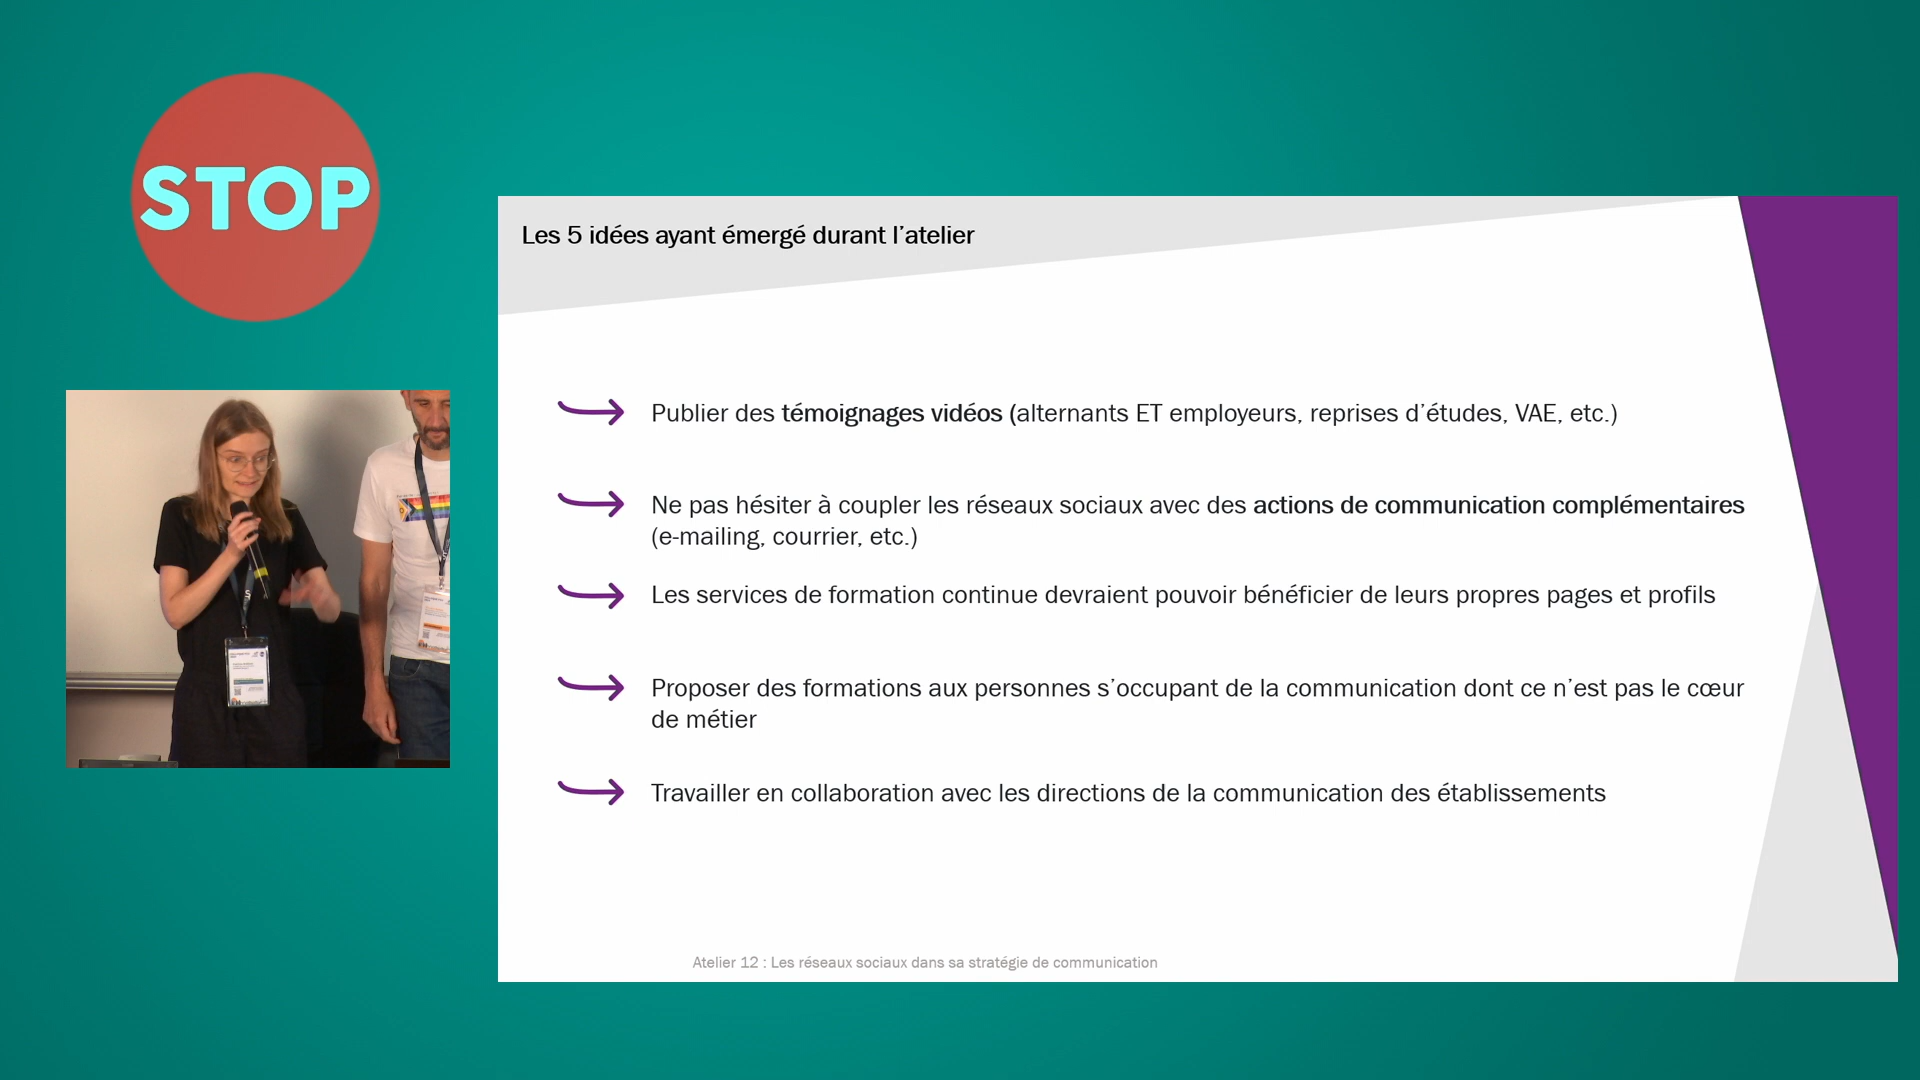 STOP
Les 5 idées ayant émergé durant l’atelier
Publier des témoignages vidéos (alternants ET employeurs, reprises d’études, VAE, etc.)
Ne pas hésiter à coupler les réseaux sociaux avec des actions de communication complémentaires
(e-mailing, courrier, etc.)
Les services de formation continue devraient pouvoir bénéficier de leurs propres pages et profils
Proposer des formations aux personnes s’occupant de la communication dont ce n’est pas le cœur
de métier
Travailler en collaboration avec les directions de la communication des établissements
Atelier 12 : Les réseaux sociaux dans sa stratégie de communication